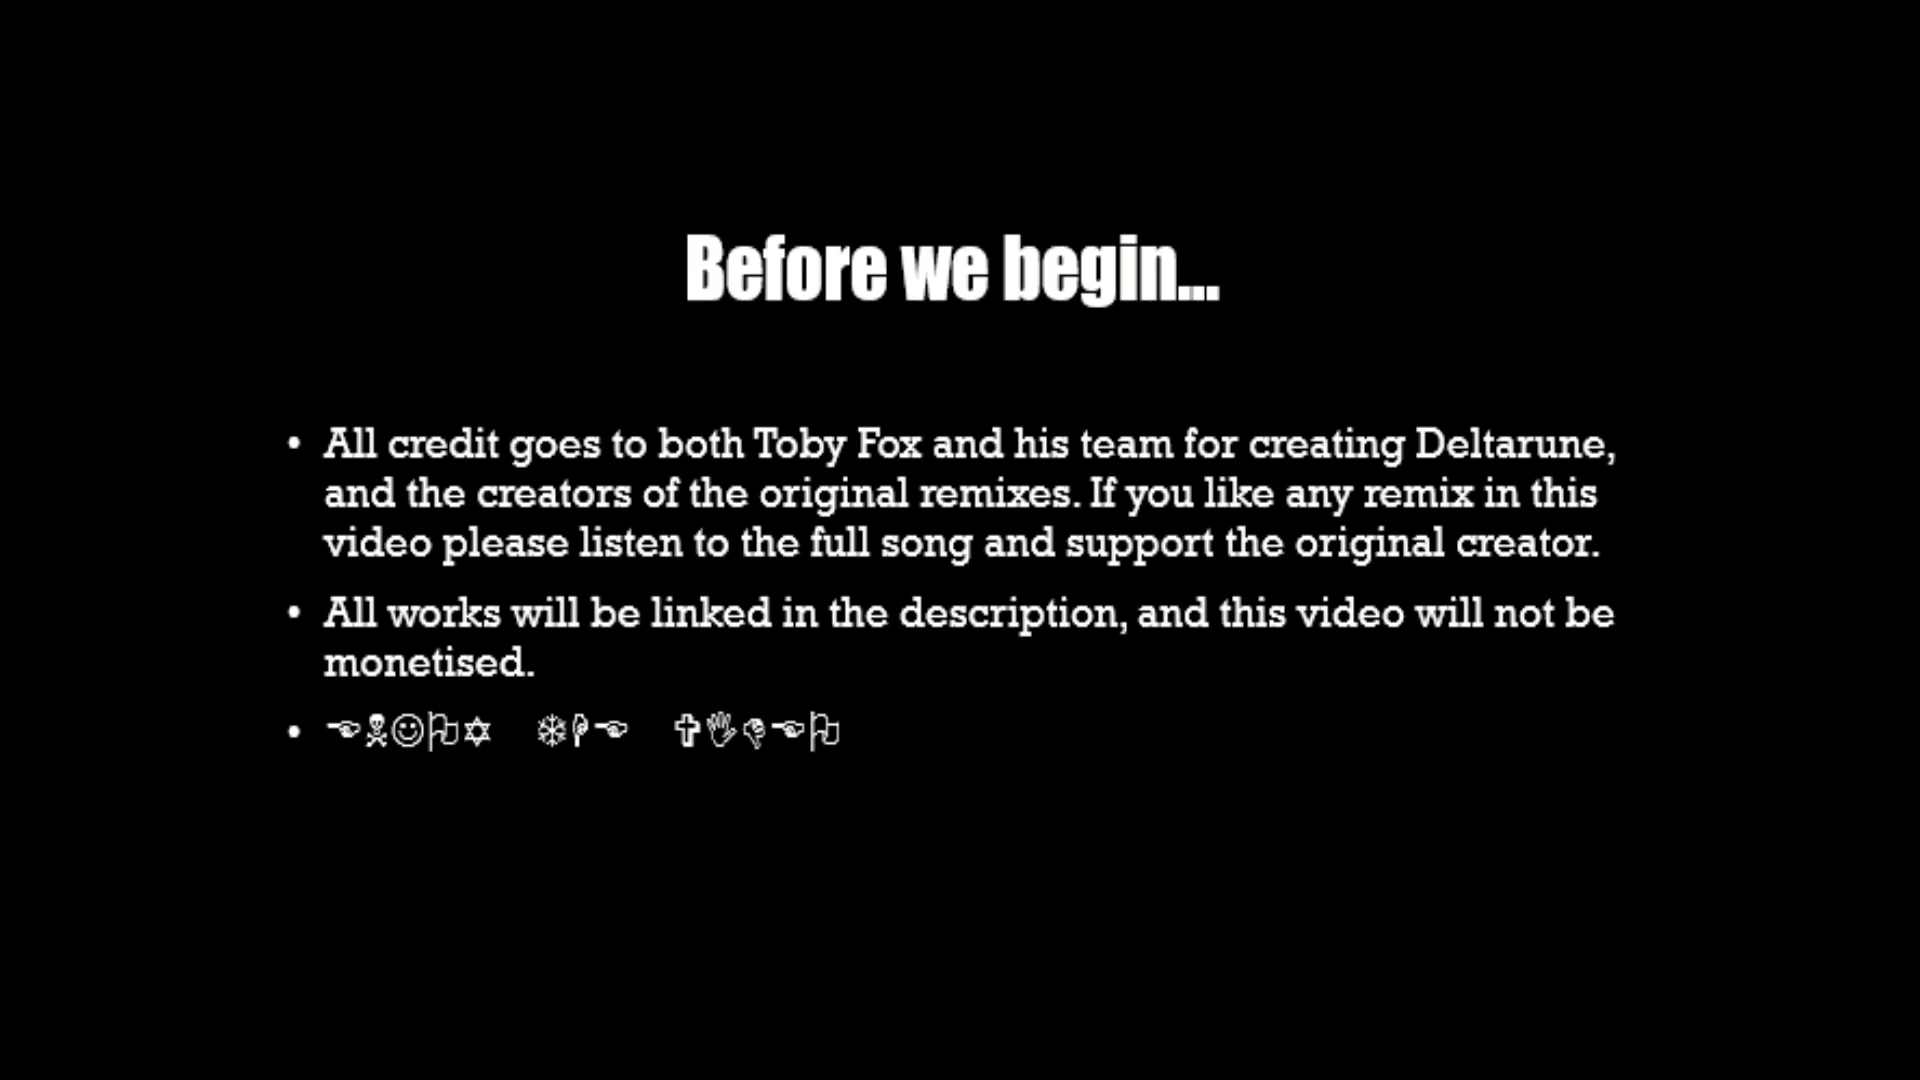 Before we begin...
• All credit goes to both Toby Fox and his team for creating Deltarune,
and the creators of the original remixes. If you like any remix in this
video please listen to the full song and support the original creator.
• All works will be linked in the description, and this video will not be
monetised.
• ☜☠☺⚐✡ ❄☟☜ ✞✋👎☜⚐